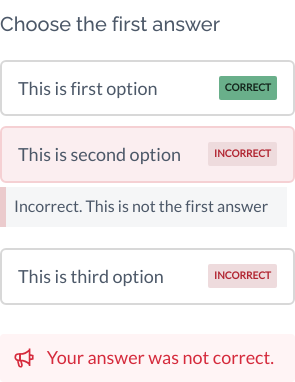 Choose the first answer
This is first option CORRECT
This is second option INCORRECT
Incorrect. This is not the first answer
This is third option INCORRECT
Your answer was not correct.